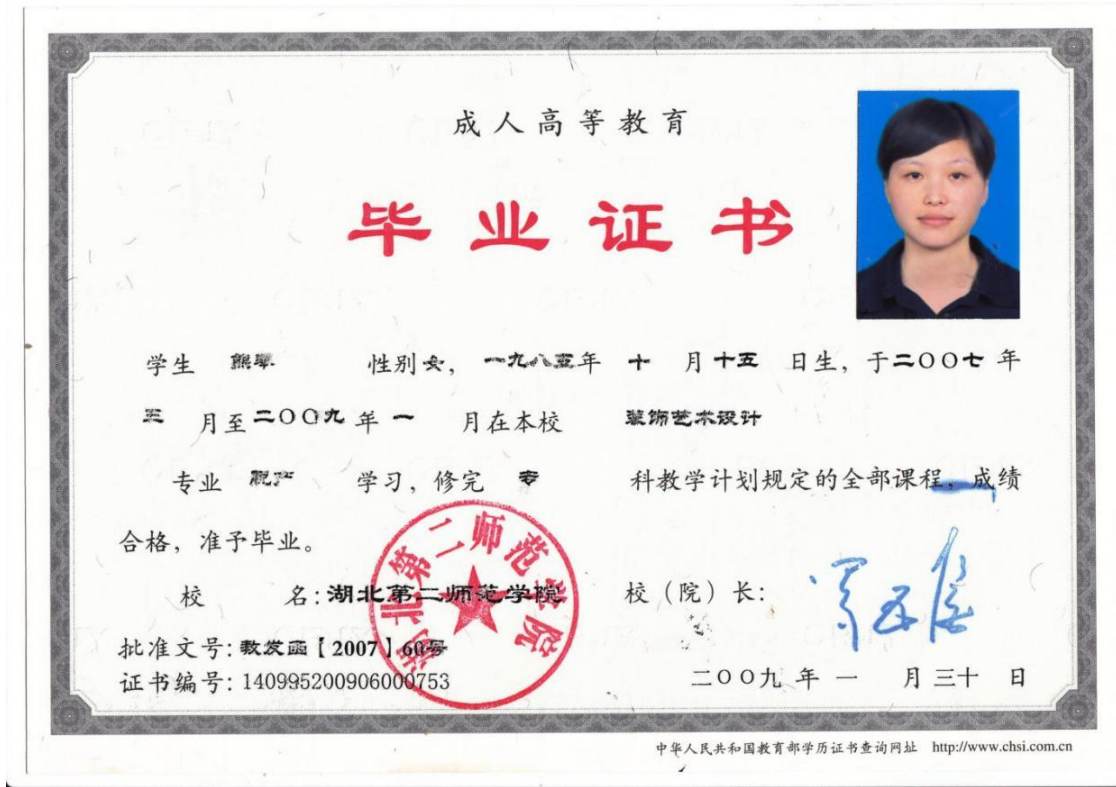 成人高等教育
毕业证书
学生 熊琴 性别女，一九八五年 十 月十五 日生，于二〇〇七 年
三 月至二〇〇九 年 一 月在本校 装饰艺术设计
专业 脱产 学习，修完 专 科教学计划规定的全部课程，成绩
合格，准予毕业。
校 名：湖北第二师范学院 校（院）长：
批准文号：教发函【2007】60号
证书编号：140995200906000753 二〇〇九 年 一 月 三十 日
湖北第二师范学院
中华人民共和国教育部学历证书查询网址 http://www.chsi.com.cn